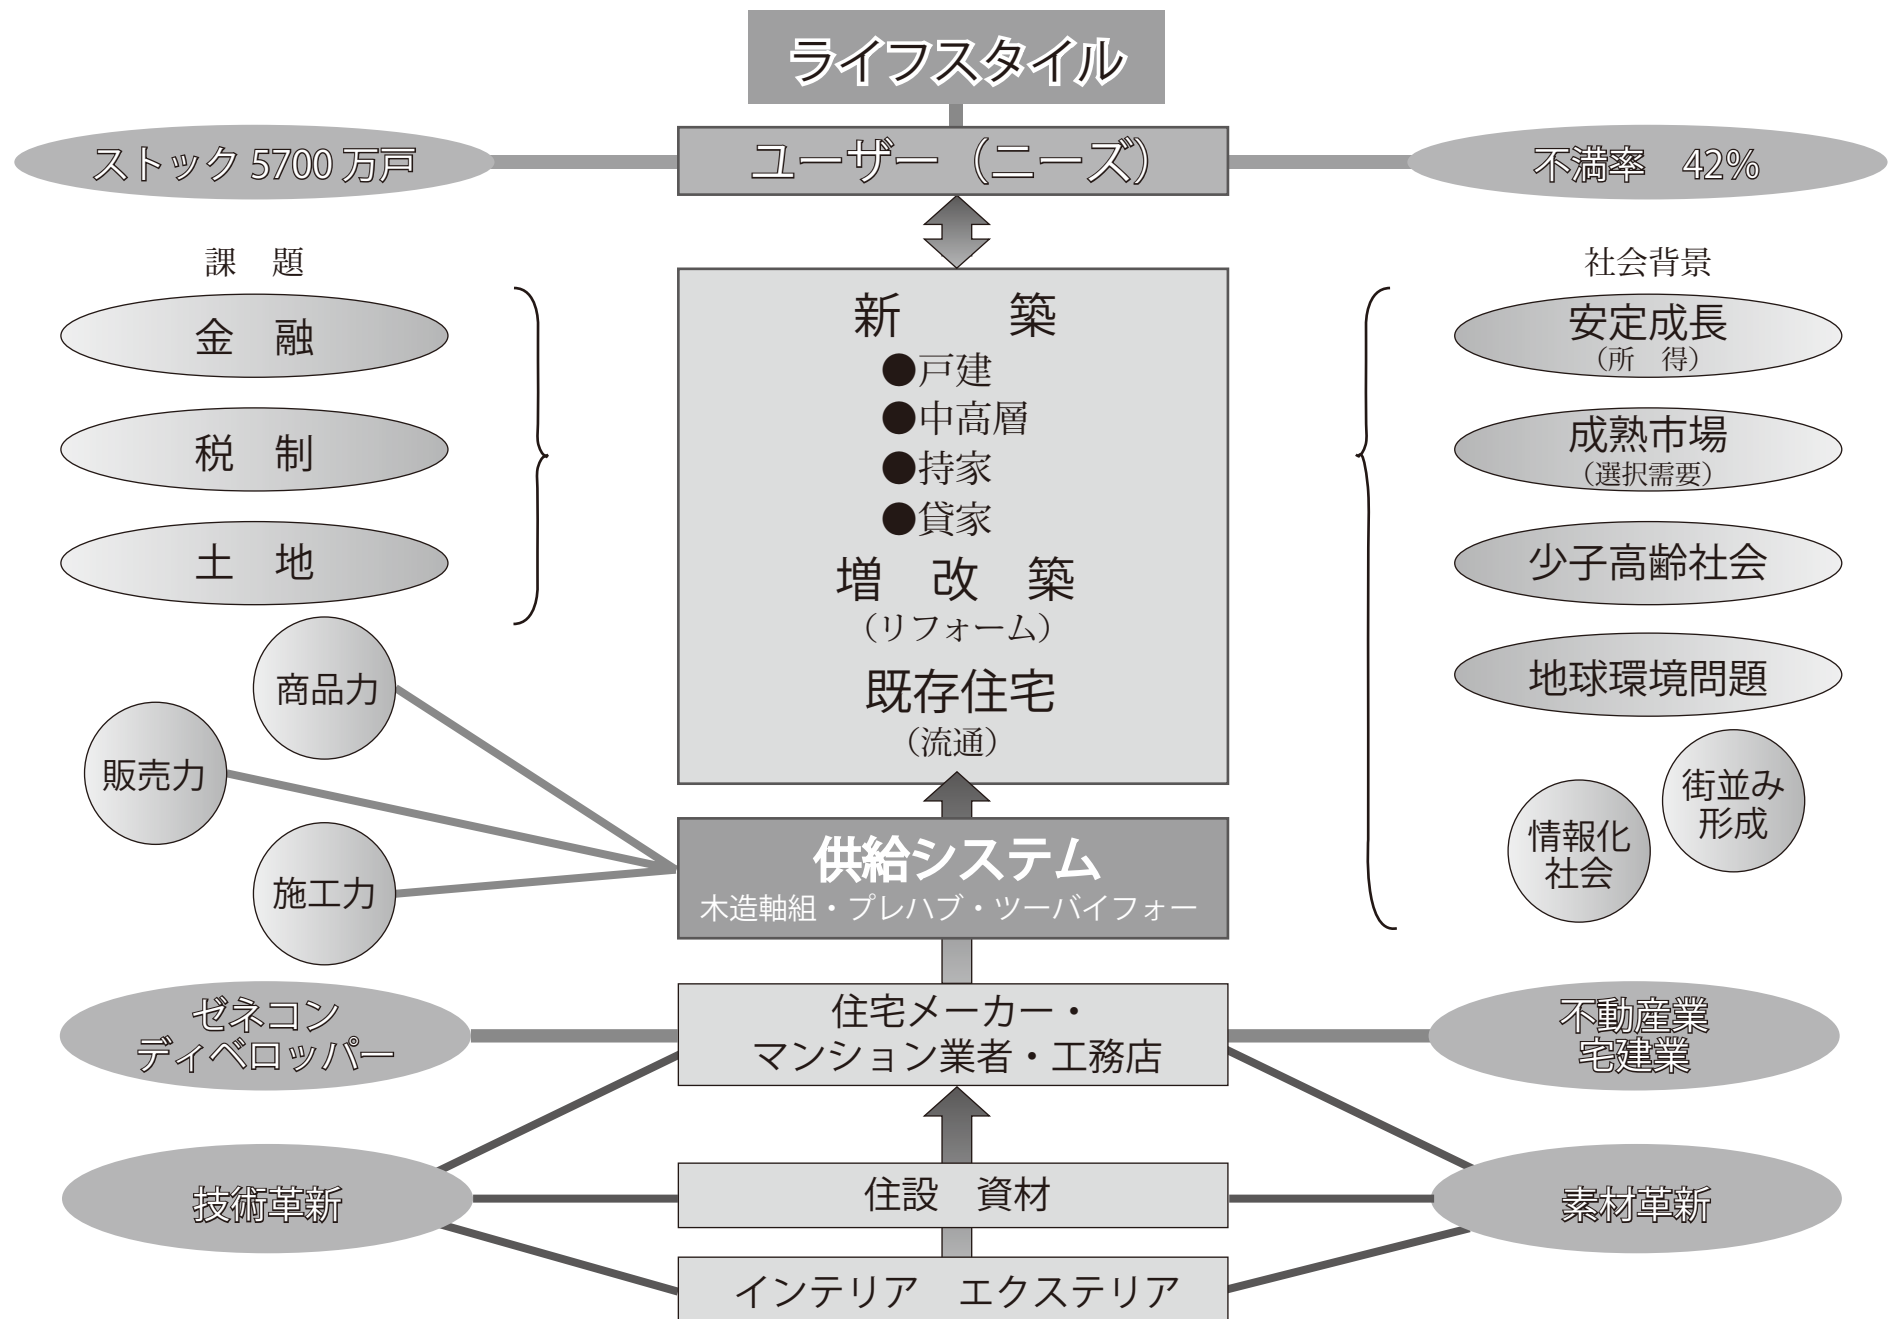 ライフスタイル
ストック 5700 万戸
ユーザー（ニーズ）
不満率　42%
課　題
金　融
税　制
土　地
新　　築
●戸建
●中高層
●持家
●貸家
増　改　築
（リフォーム）
既存住宅
（流通）
社会背景
安定成長
（所　得）
成熟市場
（選択需要）
少子高齢社会
地球環境問題
街並み
形成
情報化
社会
商品力
販売力
施工力
供給システム
木造軸組・プレハブ・ツーバイフォー
ゼネコン
ディベロッパー
住宅メーカー・
マンション業者・工務店
不動産業
宅建業
技術革新
住設　資材
素材革新
インテリア　エクステリア